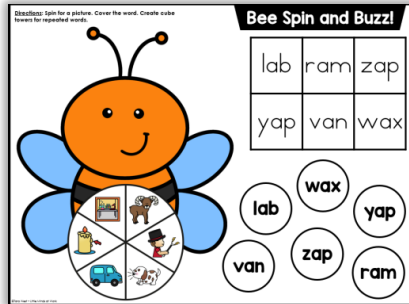 Directions: Spin for a picture. Cover the word. Create cube
towers for repeated words.
Bee Spin and Buzz!
lab ram zap
yap van wax
wax
lab
yap
zap
van
ram